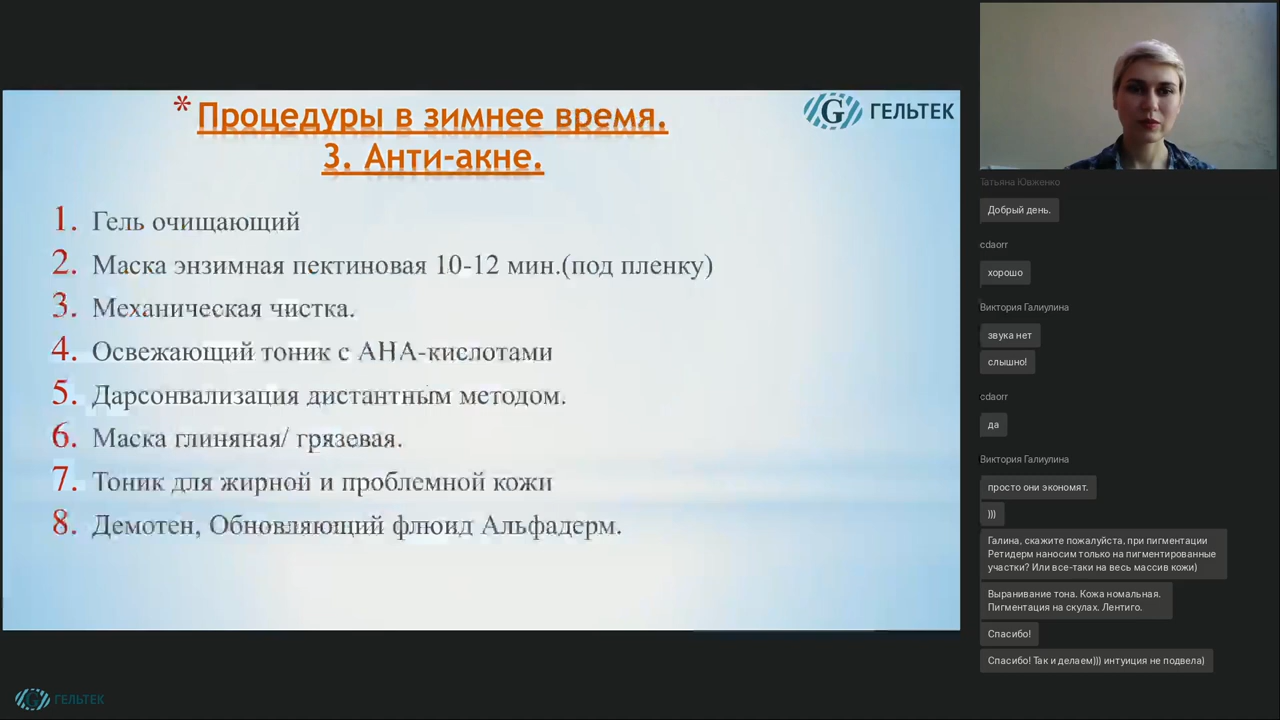 * Процедуры в зимнее время.
3. Анти-акне.
G ГЕЛЬТЕК
1. Гель очищающий
2. Маска энзимная пектиновая 10-12 мин.(под пленку)
3. Механическая чистка.
4. Освежающий тоник с АНА-кислотами
5. Дарсонвализация дистантным методом.
6. Маска глиняная/ грязевая.
7. Тоник для жирной и проблемной кожи
8. Демотен, Обновляющий флюид Альфадерм.
Татьяна Ювженко
Добрый день.
cdaorr
хорошо
Виктория Галиулина
звука нет
слышно!
cdaorr
да
Виктория Галиулина
просто они экономят.
)))
Галина, скажите пожалуйста, при пигментации
Ретидерм наносим только на пигментированные
участки? Или все-таки на весь массив кожи)
Выранивание тона. Кожа номальная.
Пигментация на скулах. Лентиго.
Спасибо!
Спасибо! Так и делаем))) интуиция не подвела)
G ГЕЛЬТЕК